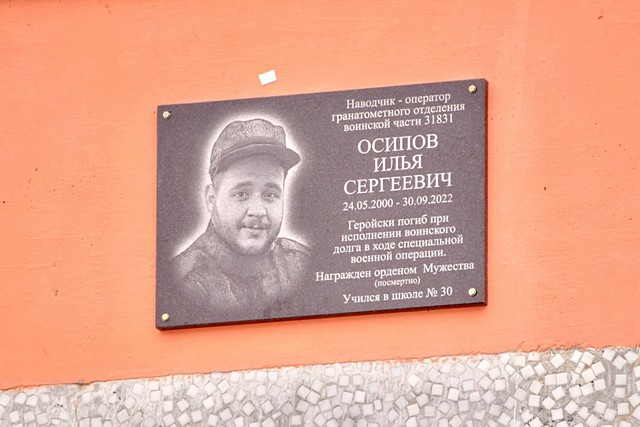 Наводчик - оператор
гранатометного отделения
воинской части 31831
ОСИПОВ
ИЛЬЯ
СЕРГЕЕВИЧ
24.05.2000 - 30.09.2022
Геройски погиб при
исполнении воинского
долга в ходе специальной
военной операции.
Награжден орденом Мужества
(посмертно)
Учился в школе № 30